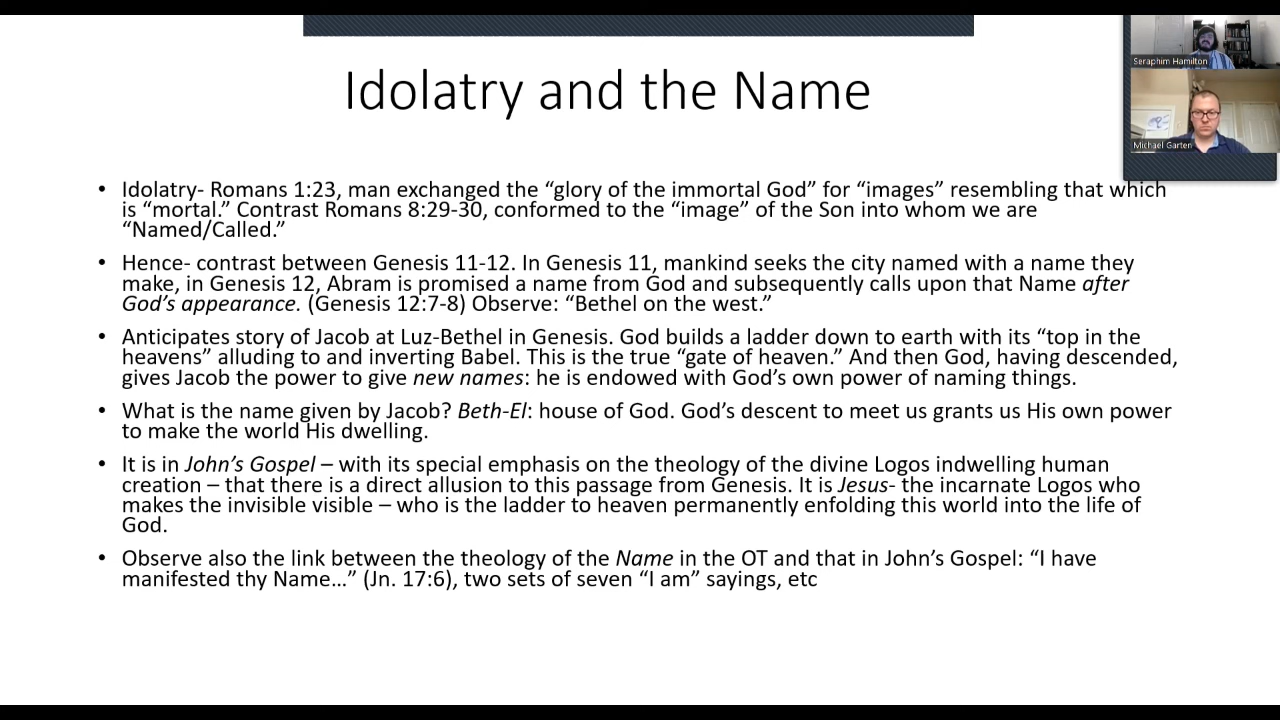 Idolatry and the Name
Seraphim Hamilton
Michael Garten
• Idolatry- Romans 1:23, man exchanged the “glory of the immortal God” for “images” resembling that which
is “mortal.” Contrast Romans 8:29-30, conformed to the “image” of the Son into whom we are
“Named/Called.”
• Hence- contrast between Genesis 11-12. In Genesis 11, mankind seeks the city named with a name they
make, in Genesis 12, Abram is promised a name from God and subsequently calls upon that Name after
God’s appearance. (Genesis 12:7-8) Observe: “Bethel on the west.”
• Anticipates story of Jacob at Luz-Bethel in Genesis. God builds a ladder down to earth with its “top in the
heavens” alluding to and inverting Babel. This is the true “gate of heaven.” And then God, having descended,
gives Jacob the power to give new names: he is endowed with God’s own power of naming things.
• What is the name given by Jacob? Beth-El: house of God. God’s descent to meet us grants us His own power
to make the world His dwelling.
• It is in John’s Gospel – with its special emphasis on the theology of the divine Logos indwelling human
creation – that there is a direct allusion to this passage from Genesis. It is Jesus- the incarnate Logos who
makes the invisible visible – who is the ladder to heaven permanently enfolding this world into the life of
God.
• Observe also the link between the theology of the Name in the OT and that in John’s Gospel: “I have
manifested thy Name…” (Jn. 17:6), two sets of seven “I am” sayings, etc